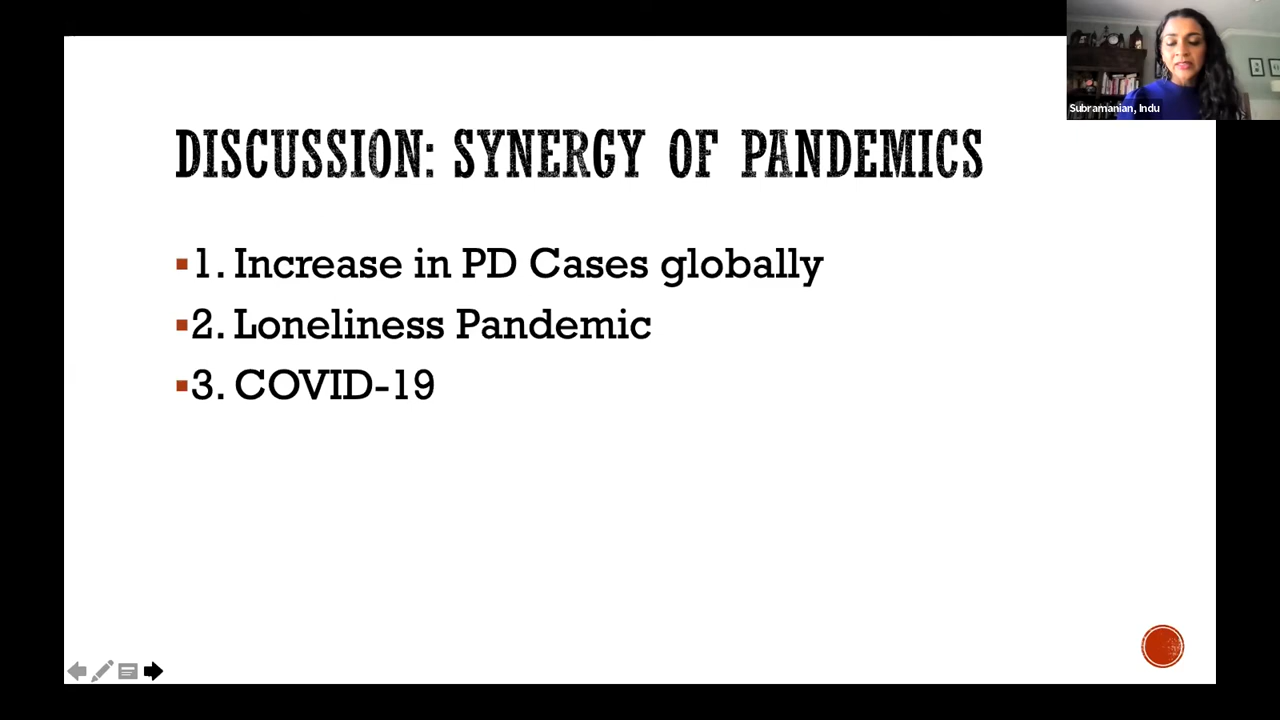 Subramanian, Indu
DISCUSSION: SYNERGY OF PANDEMICS
1. Increase in PD Cases globally
2. Loneliness Pandemic
3. COVID-19